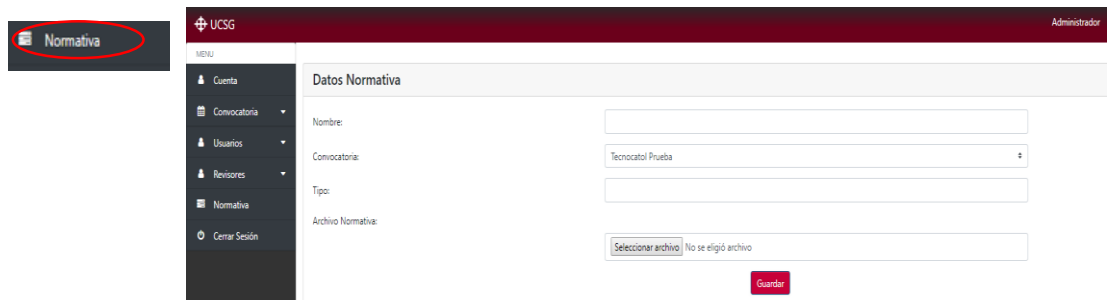 Normativa
UCSG
Administrador
MENU
Cuenta
Convocatoria
Usuarios
Revisores
Normativa
Cerrar Sesión
Datos Normativa
Nombre:
Convocatoria:
Tecnocatol Prueba
Tipo:
Archivo Normativa:
Seleccionar archivo No se eligió archivo
Guardar